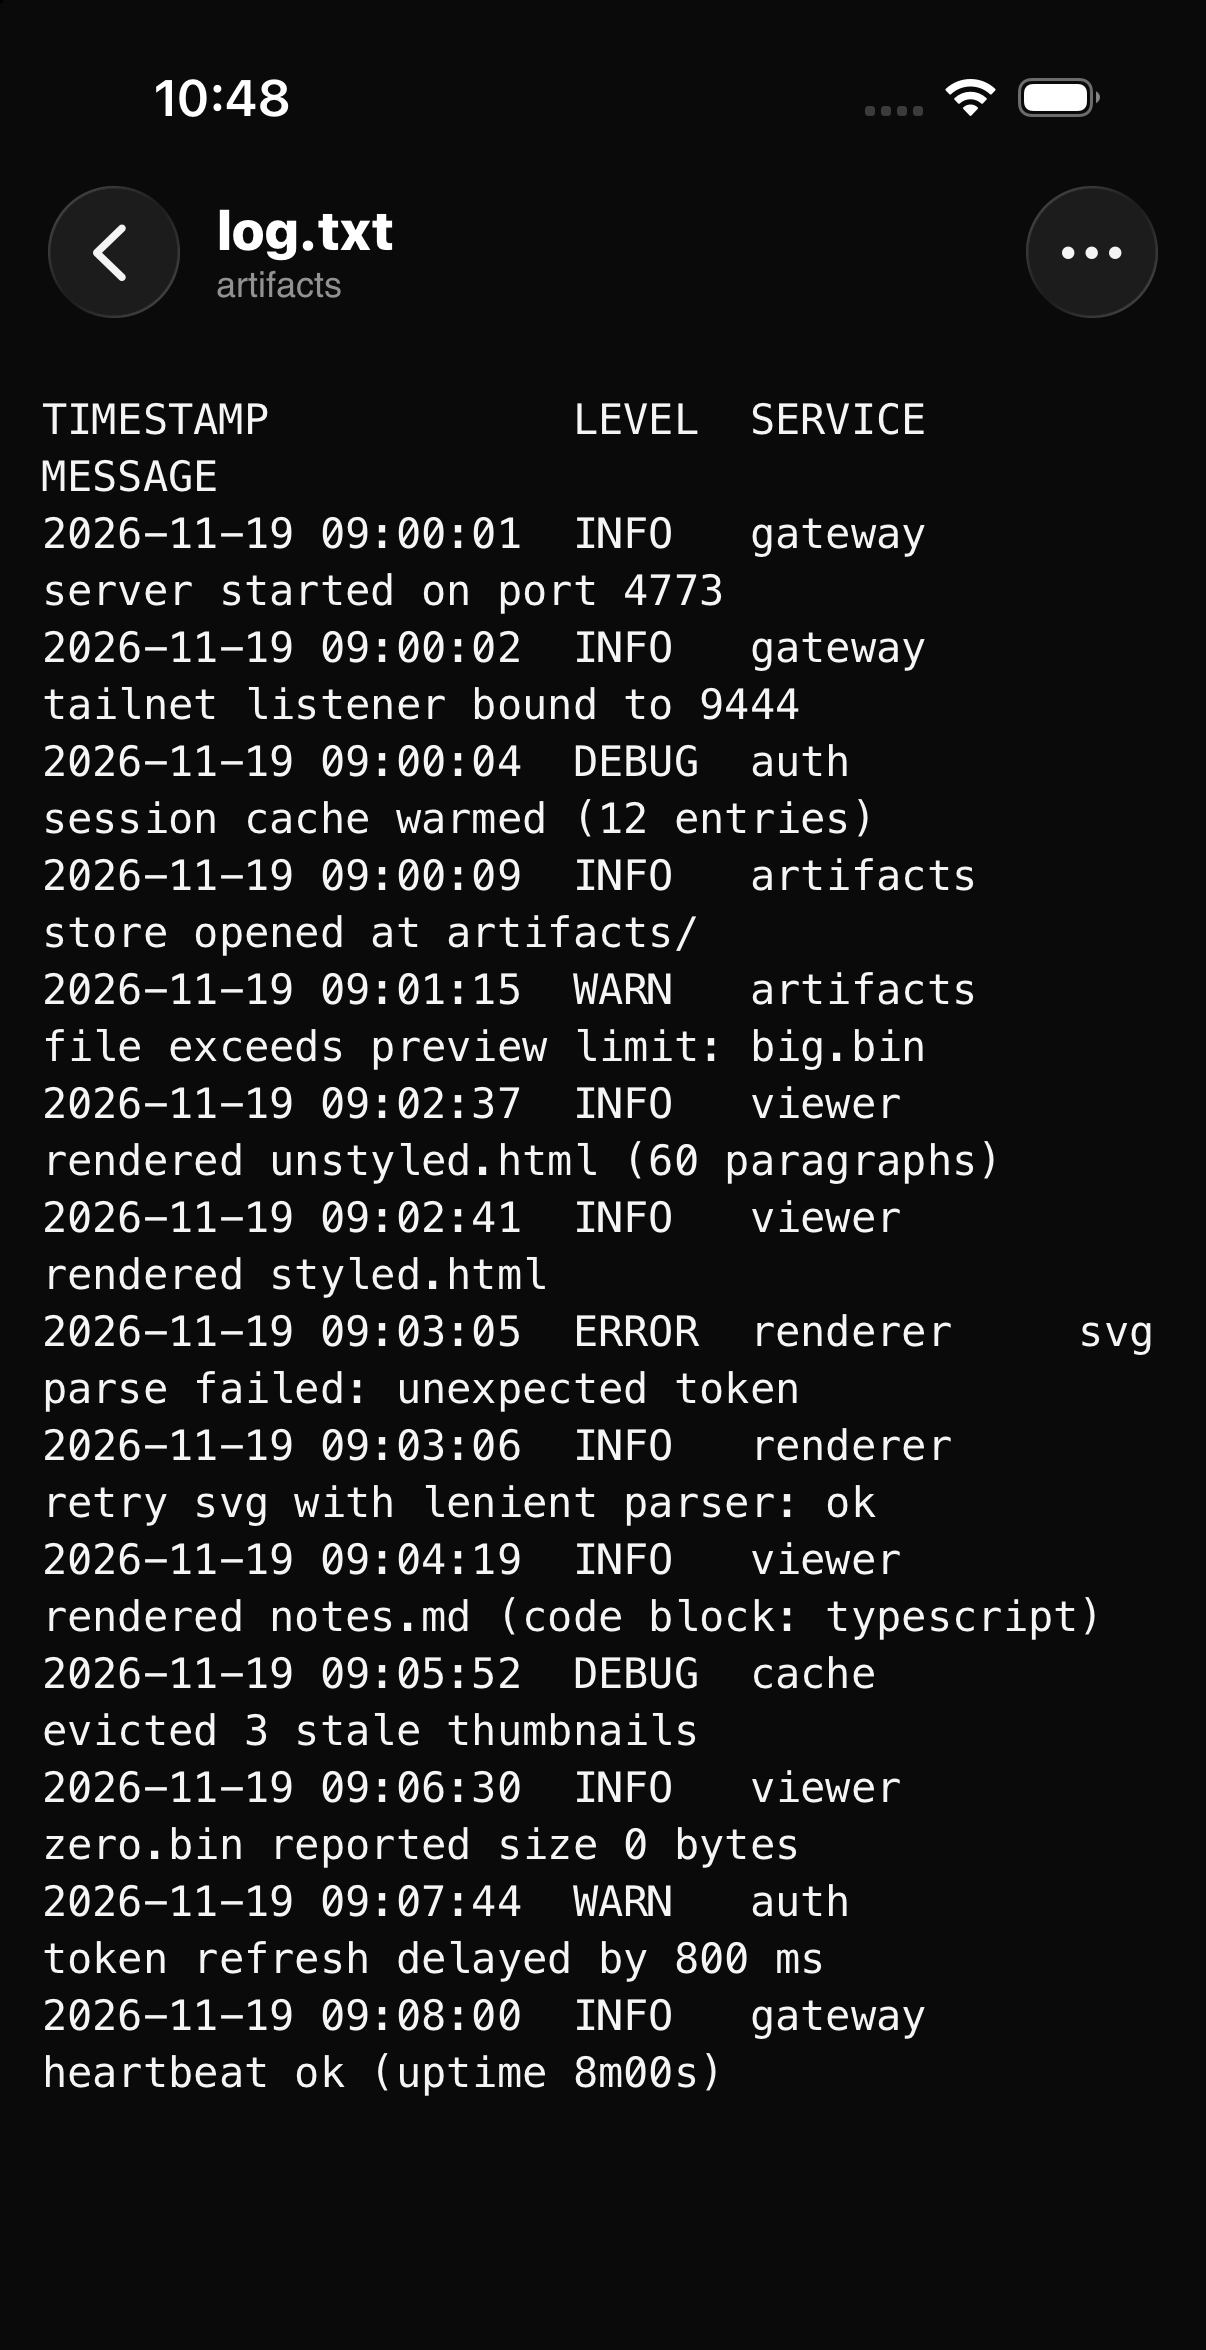 10:48
log.txt
artifacts
TIMESTAMP            LEVEL  SERVICE
MESSAGE
2026-11-19 09:00:01  INFO   gateway
server started on port 4773
2026-11-19 09:00:02  INFO   gateway
tailnet listener bound to 9444
2026-11-19 09:00:04  DEBUG  auth
session cache warmed (12 entries)
2026-11-19 09:00:09  INFO   artifacts
store opened at artifacts/
2026-11-19 09:01:15  WARN   artifacts
file exceeds preview limit: big.bin
2026-11-19 09:02:37  INFO   viewer
rendered unstyled.html (60 paragraphs)
2026-11-19 09:02:41  INFO   viewer
rendered styled.html
2026-11-19 09:03:05  ERROR  renderer     svg
parse failed: unexpected token
2026-11-19 09:03:06  INFO   renderer
retry svg with lenient parser: ok
2026-11-19 09:04:19  INFO   viewer
rendered notes.md (code block: typescript)
2026-11-19 09:05:52  DEBUG  cache
evicted 3 stale thumbnails
2026-11-19 09:06:30  INFO   viewer
zero.bin reported size 0 bytes
2026-11-19 09:07:44  WARN   auth
token refresh delayed by 800 ms
2026-11-19 09:08:00  INFO   gateway
heartbeat ok (uptime 8m00s)